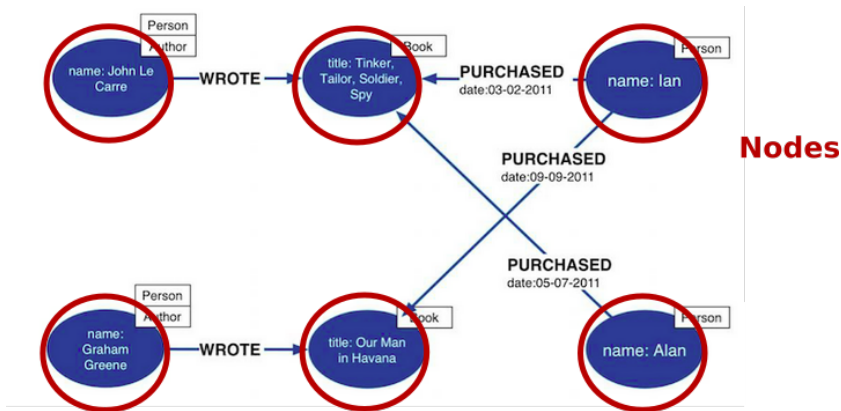 Person
Author
name: John Le
Carre
WROTE
Book
title: Tinker,
Tailor, Soldier,
Spy
PURCHASED
date:03-02-2011
Person
name: Ian
Nodes
PURCHASED
date:09-09-2011
PURCHASED
date:05-07-2011
Person
Author
name:
Graham
Greene
WROTE
Book
title: Our Man
in Havana
Person
name: Alan